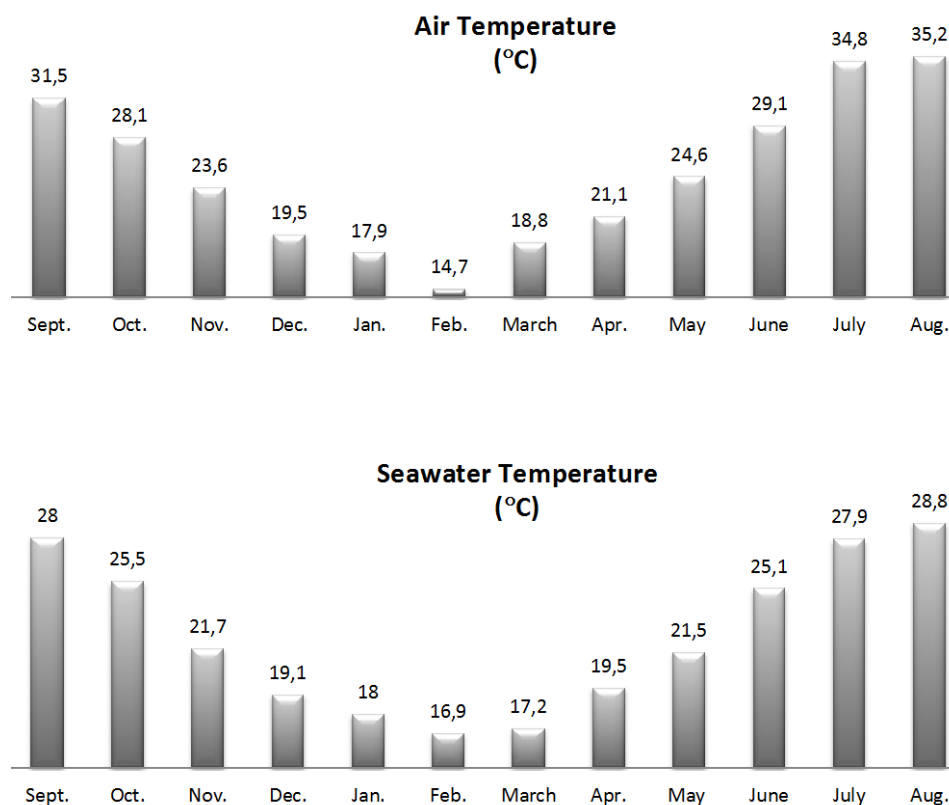 Air Temperature
(°C)
31,5 28,1 23,6 19,5 17,9 14,7 18,8 21,1 24,6 29,1 34,8 35,2
Sept. Oct. Nov. Dec. Jan. Feb. March Apr. May June July Aug.
Seawater Temperature
(°C)
28 25,5 21,7 19,1 18 16,9 17,2 19,5 21,5 25,1 27,9 28,8
Sept. Oct. Nov. Dec. Jan. Feb. March Apr. May June July Aug.